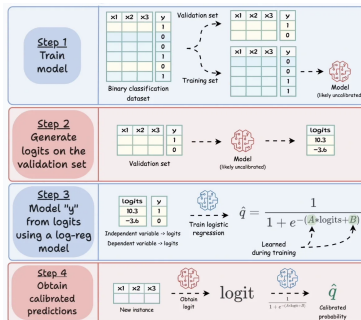 Step 1
Train
model
x1 x2 x3 y
1
0
0
1
0
1
Binary classification
dataset
Validation set
x1 x2 x3 y
1
0
Training set
x1 x2 x3 y
0
0
1
1
Model
(likely uncalibrated)
Step 2
Generate
logits on the
validation set
x1 x2 x3 y
1
0
Validation set
Model
(likely uncalibrated)
logits
10.3
-3.6
Step 3
Model "y"
from logits
using a log-reg
model
logits y
10.3 1
-3.6 0
Independent variable -> logits
Dependent variable -> logits
Train logistic
regression
q̂ = 1 / (1 + e^-(A*logits+B))
Learned
during training
Step 4
Obtain
calibrated
predictions
x1 x2 x3
New instance
Obtain
logit
logit
1 / (1 + e^-(A*logits+B))
q̂
Calibrated
probability